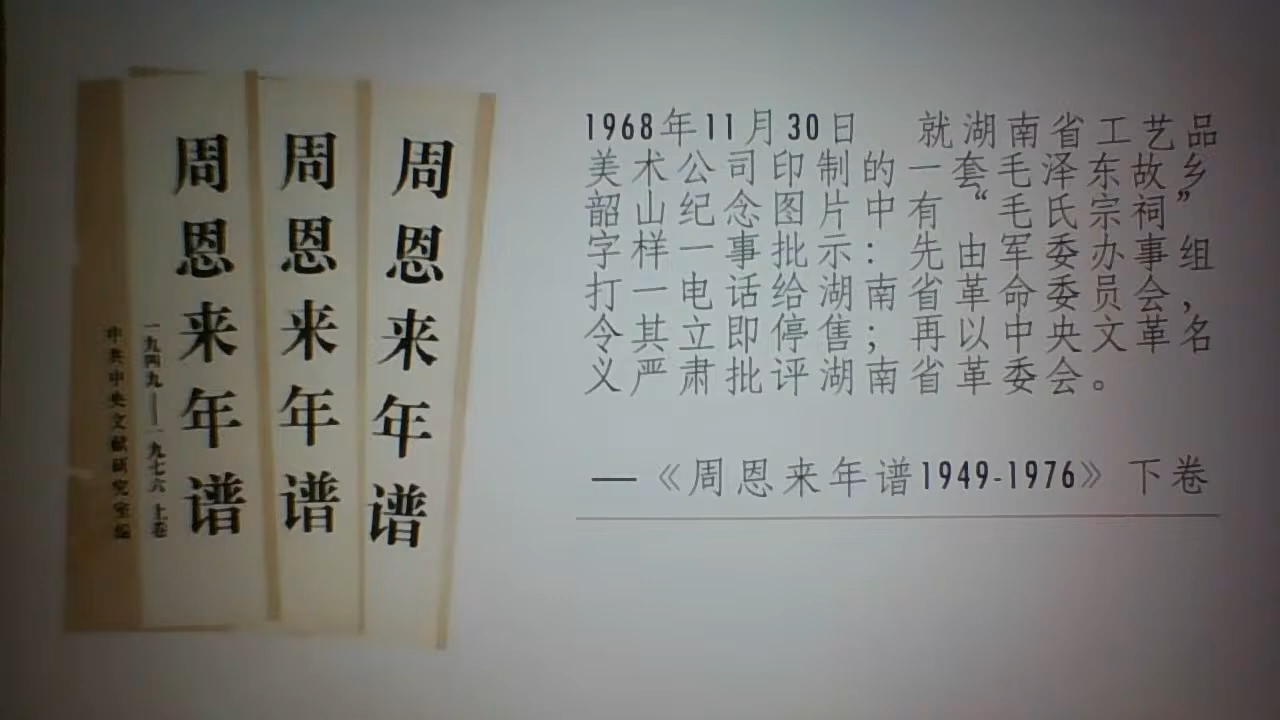 周恩来年谱
周恩来年谱
周恩来年谱
一九四九——一九七六 上卷
中共中央文献研究室编
1968年11月30日 就湖南省工艺品
美术公司印制的一套毛泽东故乡
韶山纪念图片中有“毛氏宗祠”
字样一事批示：先由军委办事组
打一电话给湖南省革命委员会，
令其立即停售；再以中央文革名
义严肃批评湖南省革委会。
—《周恩来年谱1949-1976》下卷